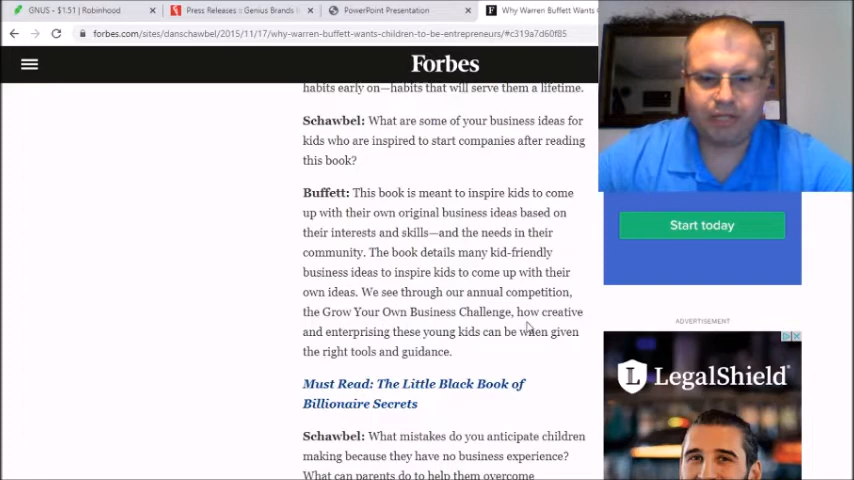 GNUS - $1.51 | Robinhood
Press Releases :: Genius Brands I
PowerPoint Presentation
Why Warren Buffett Wants C
forbes.com/sites/danschawbel/2015/11/17/why-warren-buffett-wants-children-to-be-entrepreneurs/#c319a7d60f85
Forbes
habits early on—habits that will serve them a lifetime.
Schawbel: What are some of your business ideas for
kids who are inspired to start companies after reading
this book?
Buffett: This book is meant to inspire kids to come
up with their own original business ideas based on
their interests and skills—and the needs in their
community. The book details many kid-friendly
business ideas to inspire kids to come up with their
own ideas. We see through our annual competition,
the Grow Your Own Business Challenge, how creative
and enterprising these young kids can be when given
the right tools and guidance.
Must Read: The Little Black Book of
Billionaire Secrets
Schawbel: What mistakes do you anticipate children
making because they have no business experience?
What can parents do to help them overcome
Start today
ADVERTISEMENT
LegalShield